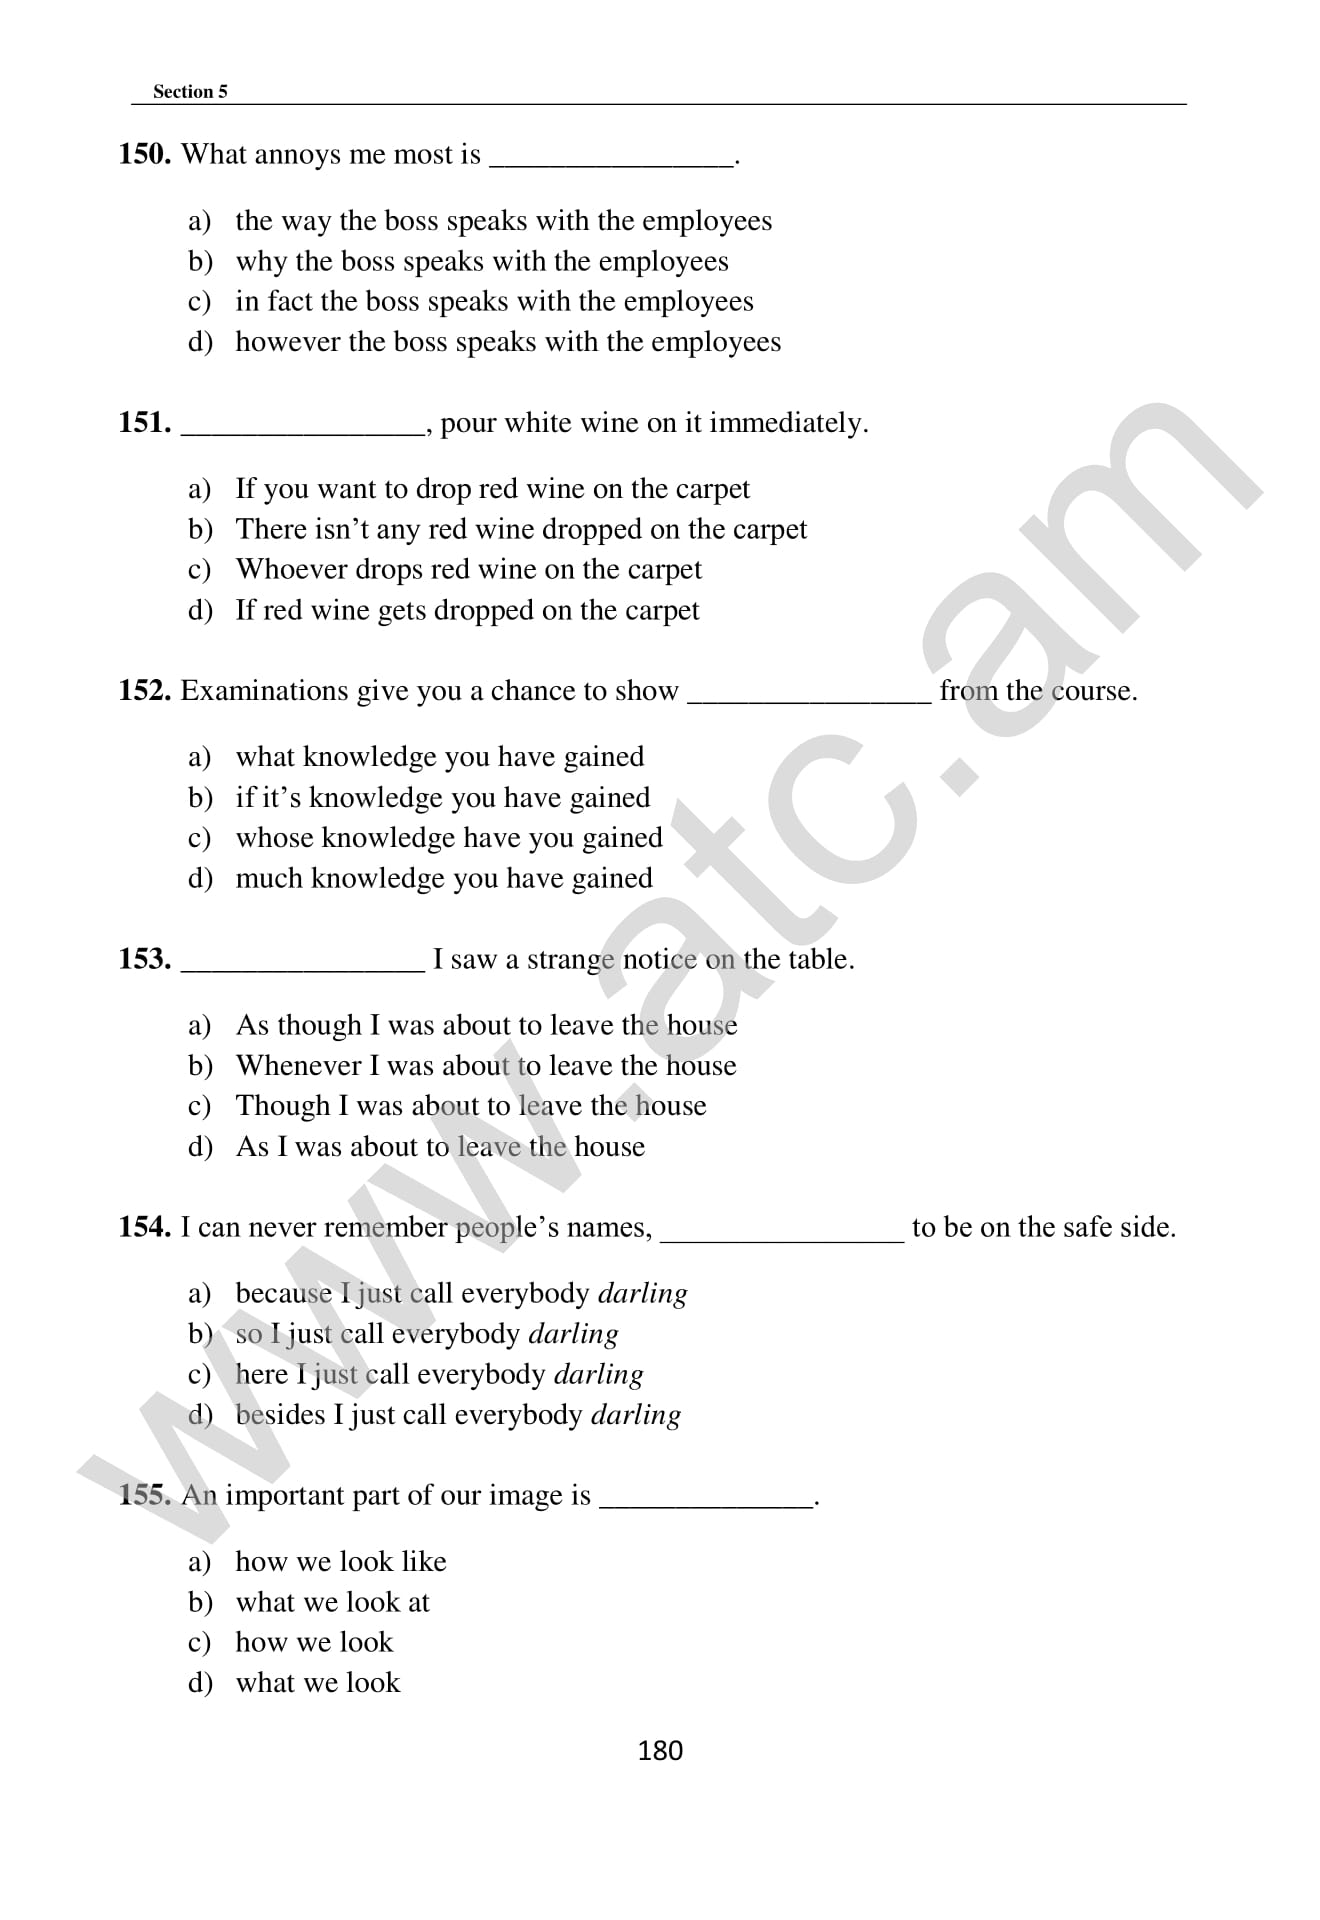 Section 5
150. What annoys me most is ________________.
a) the way the boss speaks with the employees
b) why the boss speaks with the employees
c) in fact the boss speaks with the employees
d) however the boss speaks with the employees
151. ________________, pour white wine on it immediately.
a) If you want to drop red wine on the carpet
b) There isn’t any red wine dropped on the carpet
c) Whoever drops red wine on the carpet
d) If red wine gets dropped on the carpet
152. Examinations give you a chance to show ________________ from the course.
a) what knowledge you have gained
b) if it’s knowledge you have gained
c) whose knowledge have you gained
d) much knowledge you have gained
153. ________________ I saw a strange notice on the table.
a) As though I was about to leave the house
b) Whenever I was about to leave the house
c) Though I was about to leave the house
d) As I was about to leave the house
154. I can never remember people’s names, ________________ to be on the safe side.
a) because I just call everybody darling
b) so I just call everybody darling
c) here I just call everybody darling
d) besides I just call everybody darling
155. An important part of our image is ______________.
a) how we look like
b) what we look at
c) how we look
d) what we look
180
www.atc.am